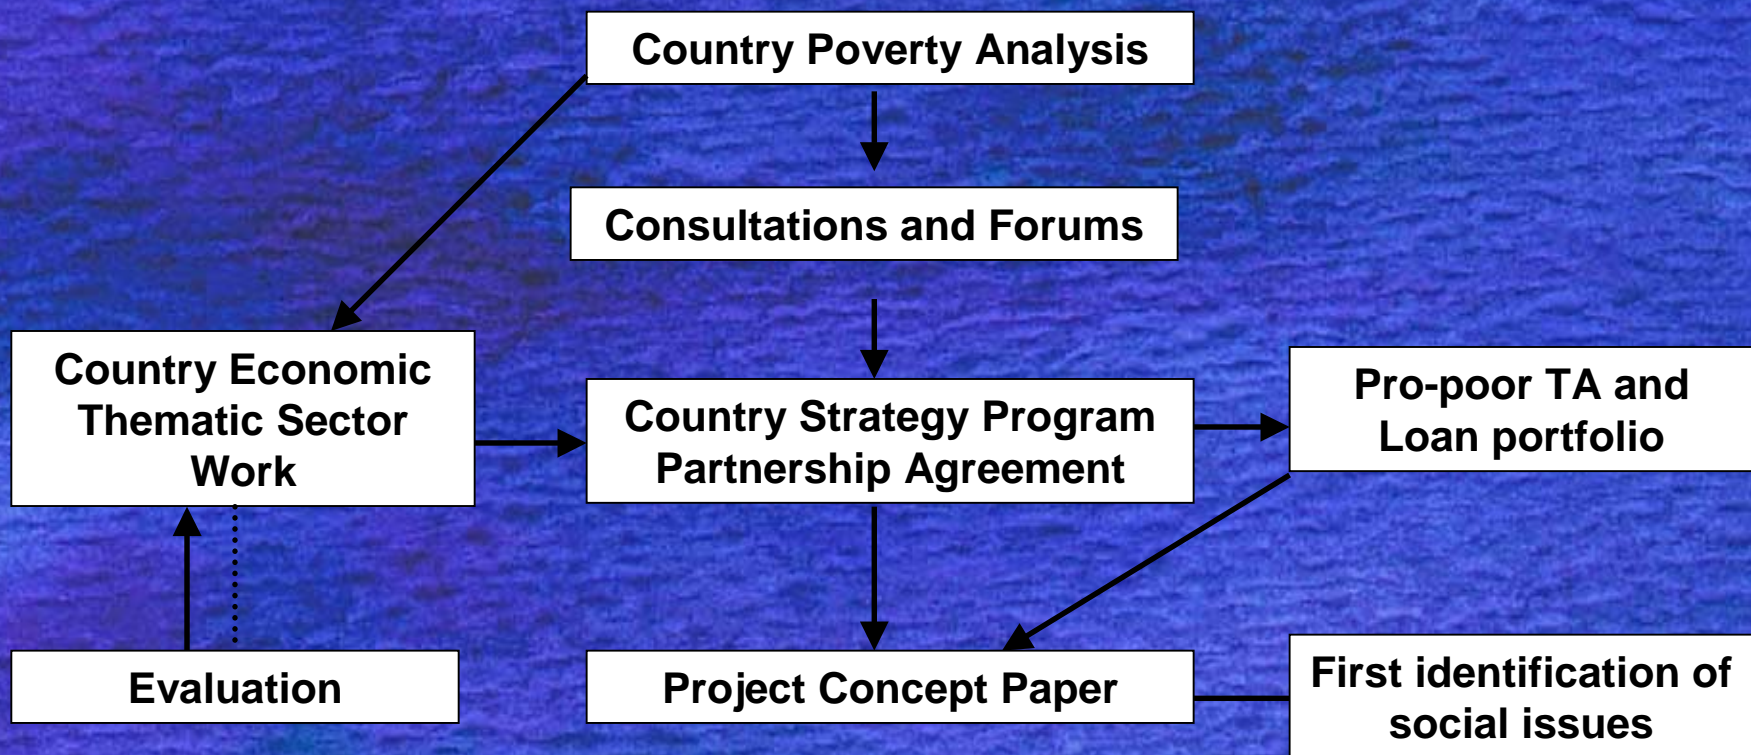 Country Poverty Analysis
Consultations and Forums
Country Economic
Thematic Sector
Work
Country Strategy Program
Partnership Agreement
Pro-poor TA and
Loan portfolio
Evaluation
Project Concept Paper
First identification of
social issues